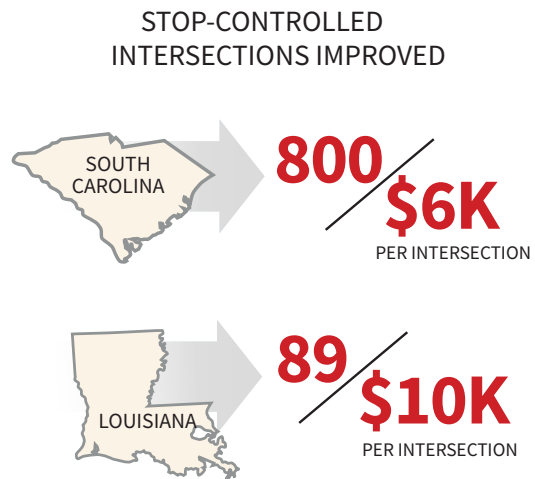 STOP-CONTROLLED
INTERSECTIONS IMPROVED
SOUTH
CAROLINA
800
$6K
PER INTERSECTION
LOUISIANA
89
$10K
PER INTERSECTION